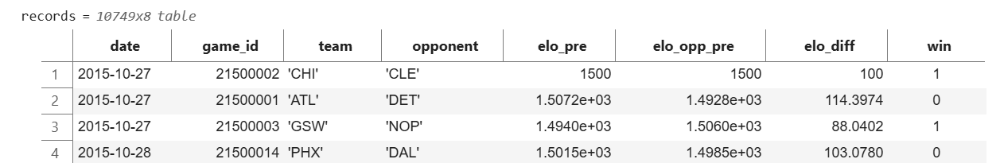 records = 10749x8 table
date game_id team opponent elo_pre elo_opp_pre elo_diff win
1 2015-10-27 21500002 'CHI' 'CLE' 1500 1500 100 1
2 2015-10-27 21500001 'ATL' 'DET' 1.5072e+03 1.4928e+03 114.3974 0
3 2015-10-27 21500003 'GSW' 'NOP' 1.4940e+03 1.5060e+03 88.0402 1
4 2015-10-28 21500014 'PHX' 'DAL' 1.5015e+03 1.4985e+03 103.0780 0